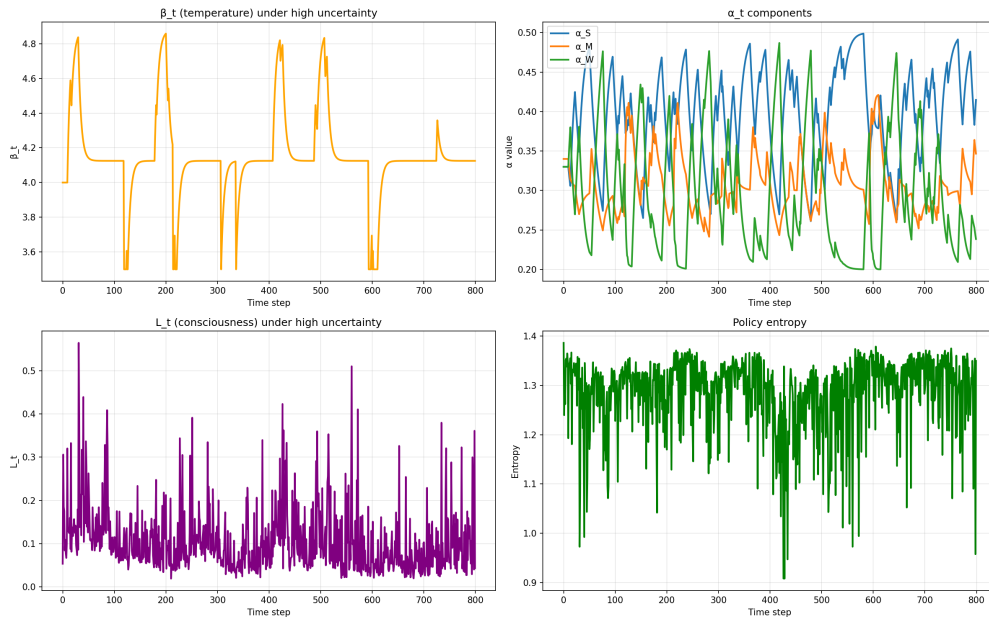 β_t (temperature) under high uncertainty
4.8
4.6
4.4
4.2
4.0
3.8
3.6
β_t
0 100 200 300 400 500 600 700 800
Time step
α_t components
α_S
α_M
α_W
0.50
0.45
0.40
0.35
0.30
0.25
0.20
α value
0 100 200 300 400 500 600 700 800
Time step
L_t (consciousness) under high uncertainty
0.5
0.4
0.3
0.2
0.1
0.0
L_t
0 100 200 300 400 500 600 700 800
Time step
Policy entropy
1.4
1.3
1.2
1.1
1.0
0.9
Entropy
0 100 200 300 400 500 600 700 800
Time step